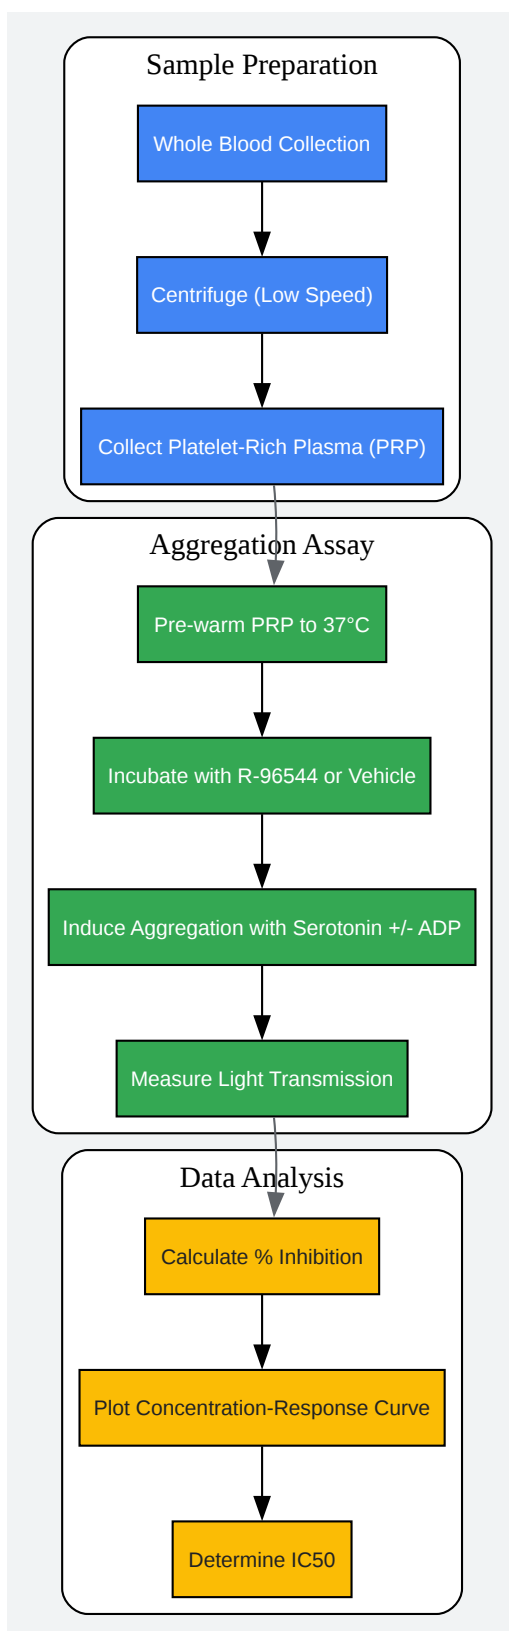 Sample Preparation
Whole Blood Collection
Centrifuge (Low Speed)
Collect Platelet-Rich Plasma (PRP)
Aggregation Assay
Pre-warm PRP to 37°C
Incubate with R-96544 or Vehicle
Induce Aggregation with Serotonin +/- ADP
Measure Light Transmission
Data Analysis
Calculate % Inhibition
Plot Concentration-Response Curve
Determine IC50